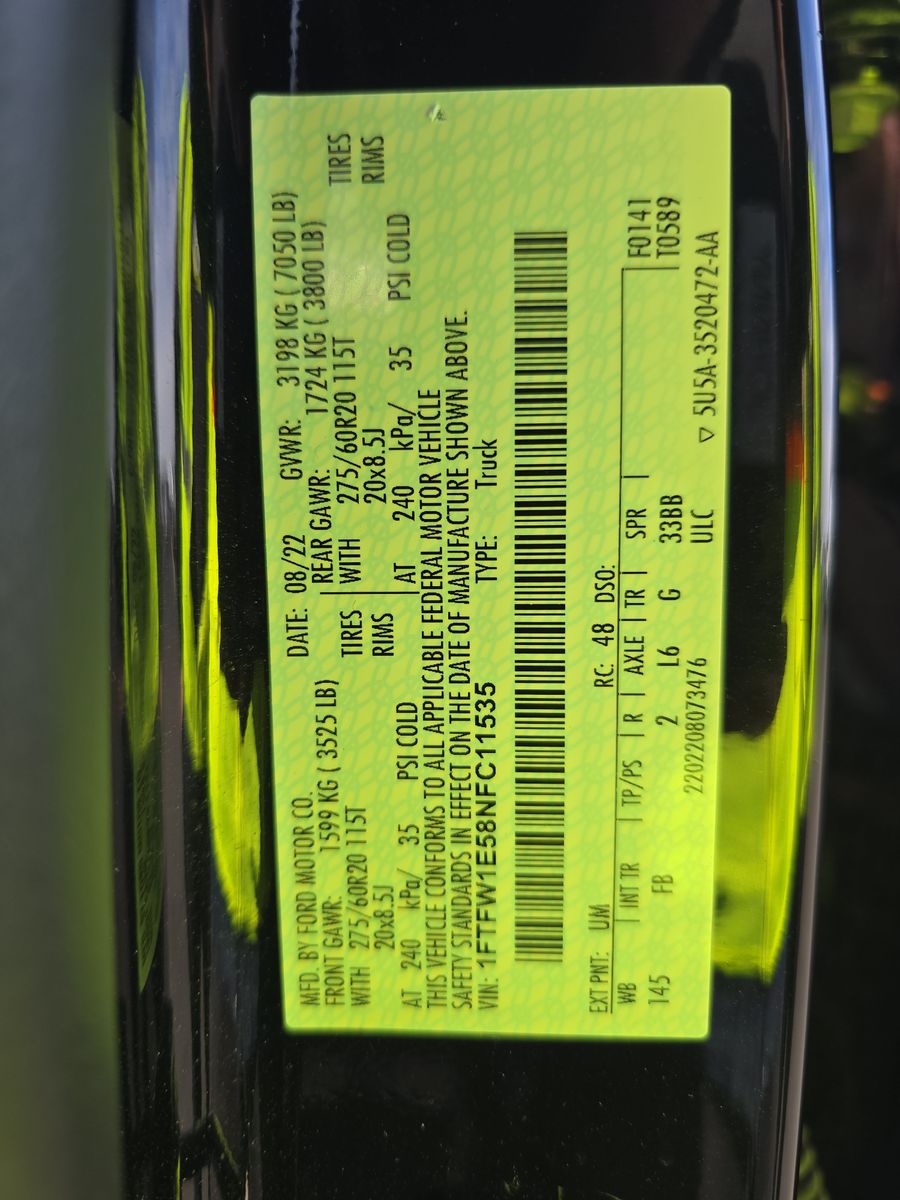 MFD. BY FORD MOTOR CO. DATE: 08/22 GVWR: 3198 KG ( 7050 LB)
FRONT GAWR: 1599 KG ( 3525 LB) REAR GAWR: 1724 KG ( 3800 LB)
WITH 275/60R20 115T TIRES WITH 275/60R20 115T TIRES
20x8.5J RIMS 20x8.5J RIMS
AT 240 kPa/ 35 PSI COLD AT 240 kPa/ 35 PSI COLD
THIS VEHICLE CONFORMS TO ALL APPLICABLE FEDERAL MOTOR VEHICLE
SAFETY STANDARDS IN EFFECT ON THE DATE OF MANUFACTURE SHOWN ABOVE.
VIN: 1FTFW1E58NFC11535 TYPE: Truck
EXT PNT: UM RC: 48 DSO:
WB | INT TR | TP/PS | R | AXLE | TR | SPR | F0141
145 FB 2 L6 G 33BB T0589
2202208073476 ULC
▽ 5U5A-3520472-AA